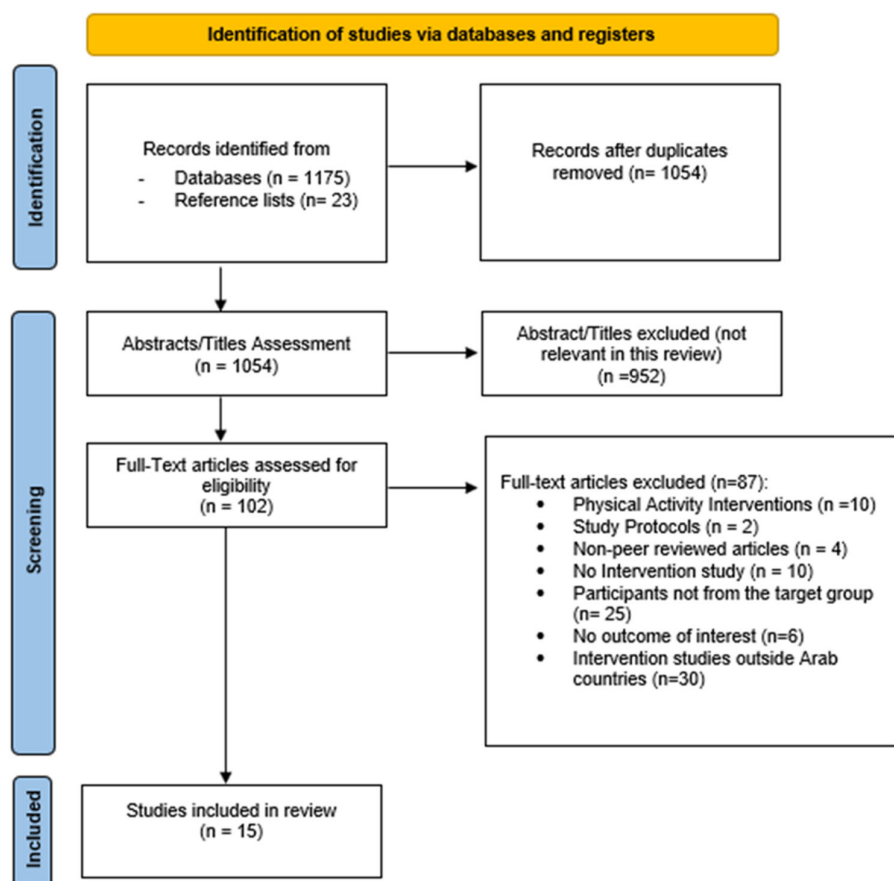 Identification of studies via databases and registers
Identification
Records identified from
- Databases (n = 1175)
- Reference lists (n= 23)
Records after duplicates
removed (n= 1054)
Screening
Abstracts/Titles Assessment
(n = 1054)
Abstract/Titles excluded (not
relevant in this review)
(n =952)
Full-Text articles assessed for
eligibility
(n = 102)
Full-text articles excluded (n=87):
• Physical Activity Interventions (n =10)
• Study Protocols (n = 2)
• Non-peer reviewed articles (n = 4)
• No Intervention study (n = 10)
• Participants not from the target group
(n= 25)
• No outcome of interest (n=6)
• Intervention studies outside Arab
countries (n=30)
Included
Studies included in review
(n = 15)